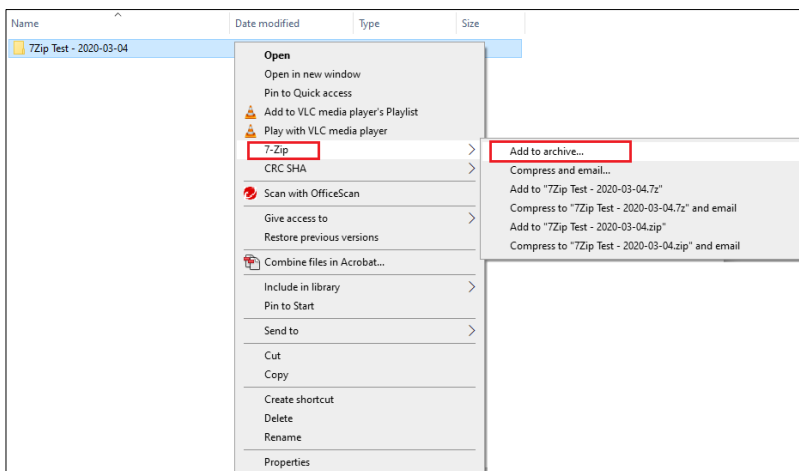 Name Date modified Type Size
7Zip Test - 2020-03-04
Open
Open in new window
Pin to Quick access
Add to VLC media player's Playlist
Play with VLC media player
7-Zip
CRC SHA
Scan with OfficeScan
Give access to
Restore previous versions
Combine files in Acrobat...
Include in library
Pin to Start
Send to
Cut
Copy
Create shortcut
Delete
Rename
Properties
Add to archive...
Compress and email...
Add to "7Zip Test - 2020-03-04.7z"
Compress to "7Zip Test - 2020-03-04.7z" and email
Add to "7Zip Test - 2020-03-04.zip"
Compress to "7Zip Test - 2020-03-04.zip" and email